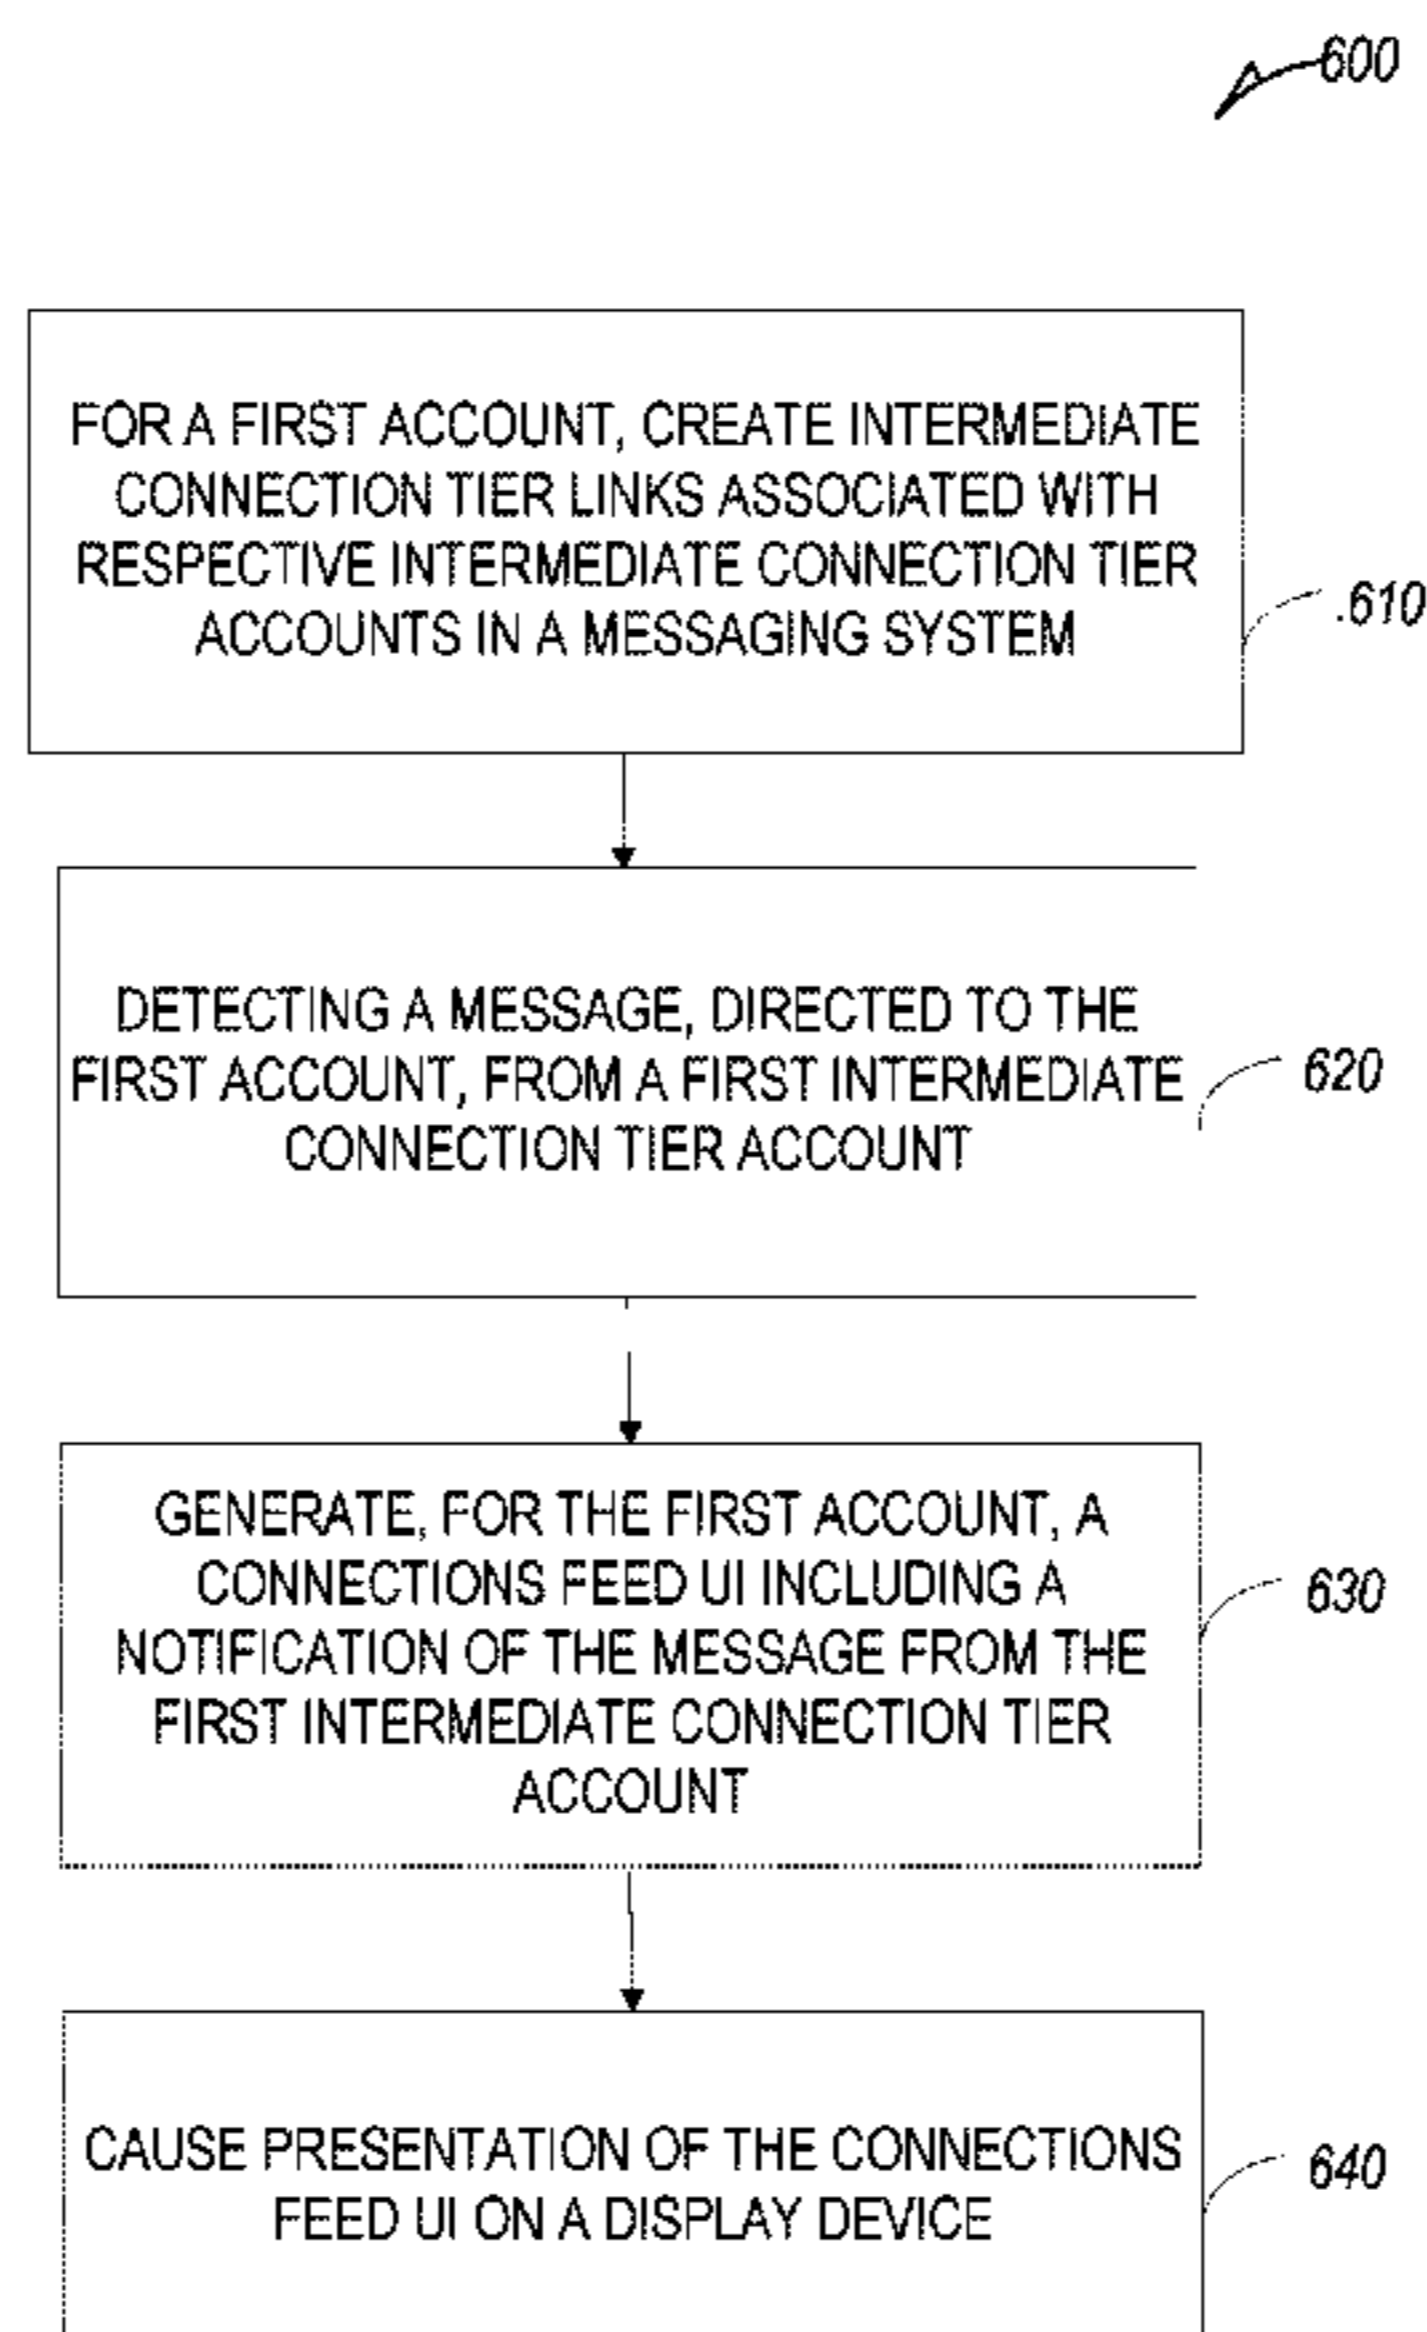 600
FOR A FIRST ACCOUNT, CREATE INTERMEDIATE
CONNECTION TIER LINKS ASSOCIATED WITH
RESPECTIVE INTERMEDIATE CONNECTION TIER
ACCOUNTS IN A MESSAGING SYSTEM
610
DETECTING A MESSAGE, DIRECTED TO THE
FIRST ACCOUNT, FROM A FIRST INTERMEDIATE
CONNECTION TIER ACCOUNT
620
GENERATE, FOR THE FIRST ACCOUNT, A
CONNECTIONS FEED UI INCLUDING A
NOTIFICATION OF THE MESSAGE FROM THE
FIRST INTERMEDIATE CONNECTION TIER
ACCOUNT
630
CAUSE PRESENTATION OF THE CONNECTIONS
FEED UI ON A DISPLAY DEVICE
640